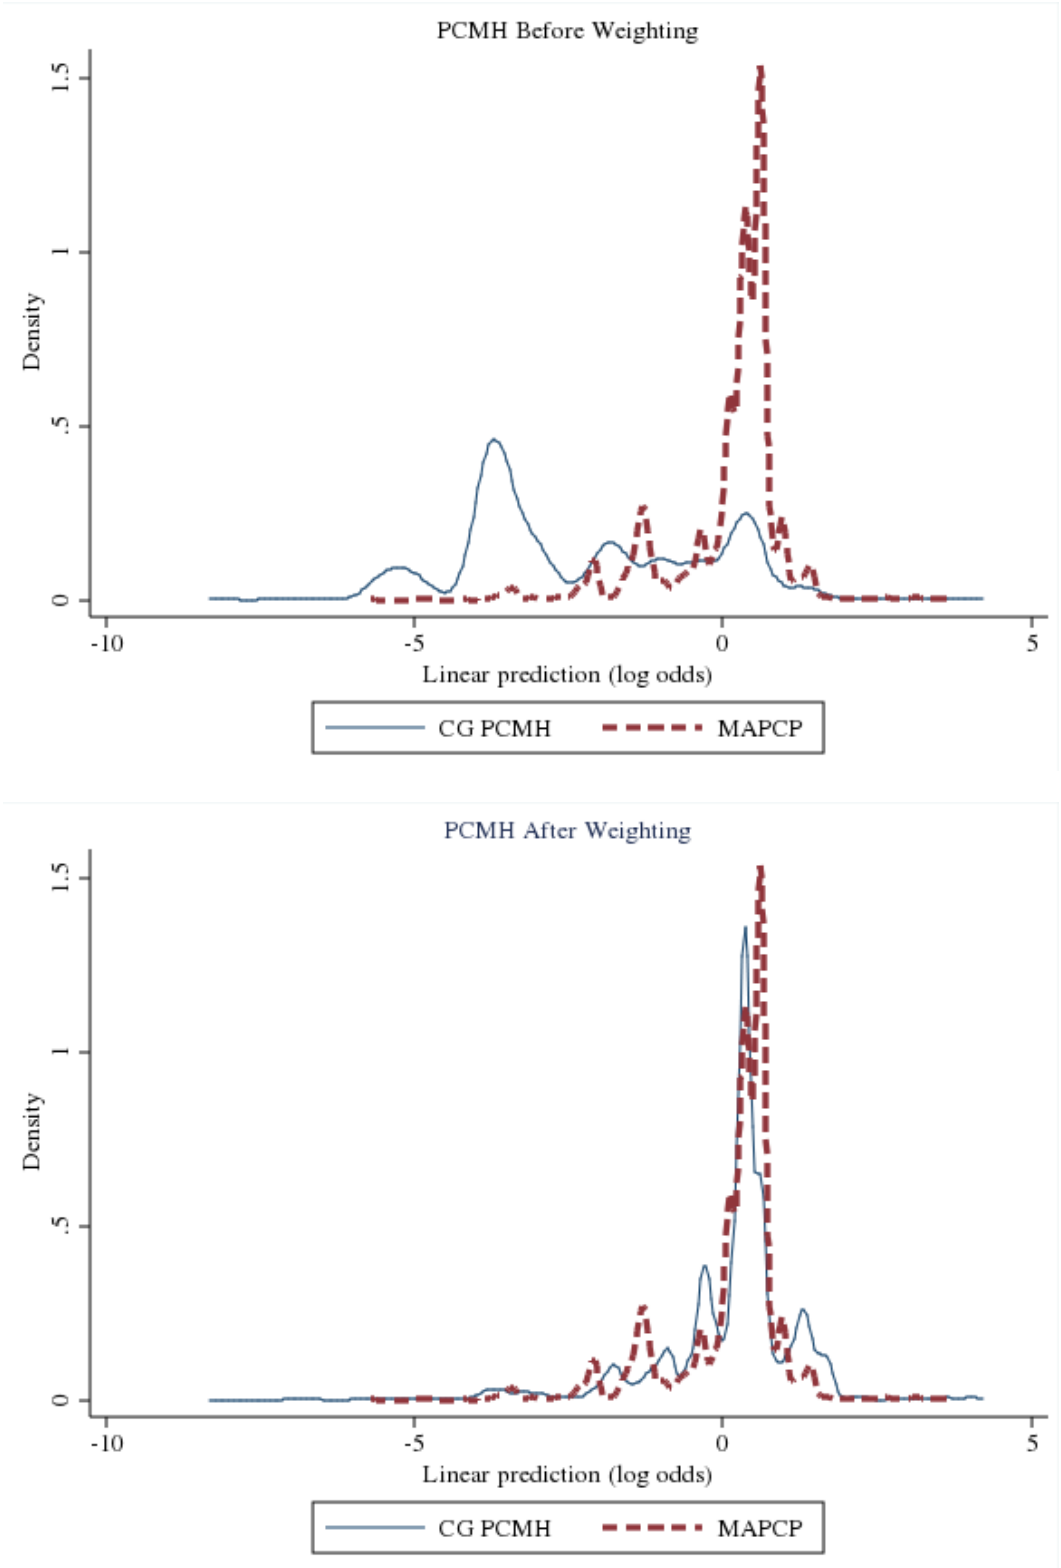 PCMH Before Weighting
1.5
1
.5
0
Density
-10 -5 0 5
Linear prediction (log odds)
CG PCMH MAPCP
PCMH After Weighting
1.5
1
.5
0
Density
-10 -5 0 5
Linear prediction (log odds)
CG PCMH MAPCP